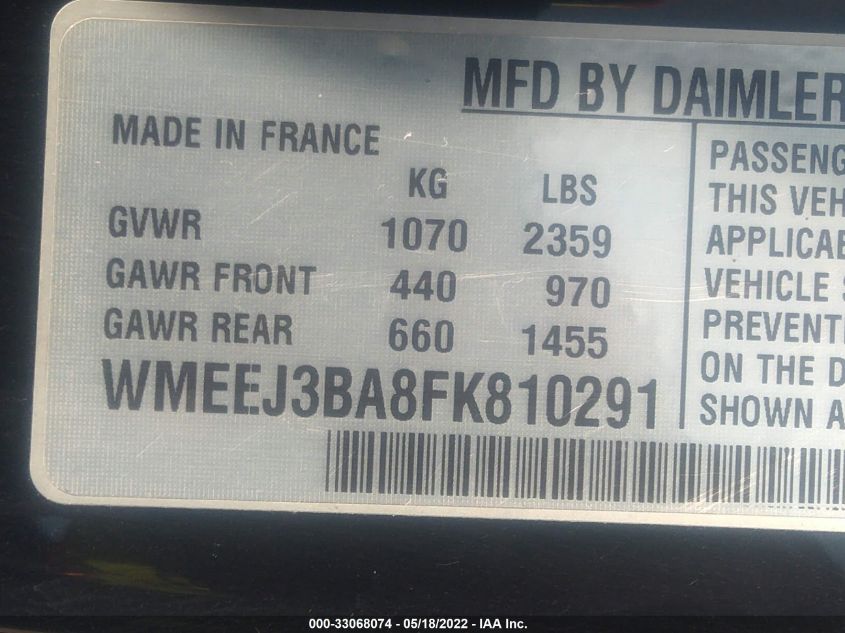 MFD BY DAIMLER
MADE IN FRANCE
KG LBS
GVWR 1070 2359
GAWR FRONT 440 970
GAWR REAR 660 1455
WMEEJ3BA8FK810291
PASSENG
THIS VEH
APPLICAB
VEHICLE S
PREVENTI
ON THE D
SHOWN A
000-33068074 - 05/18/2022 - IAA Inc.